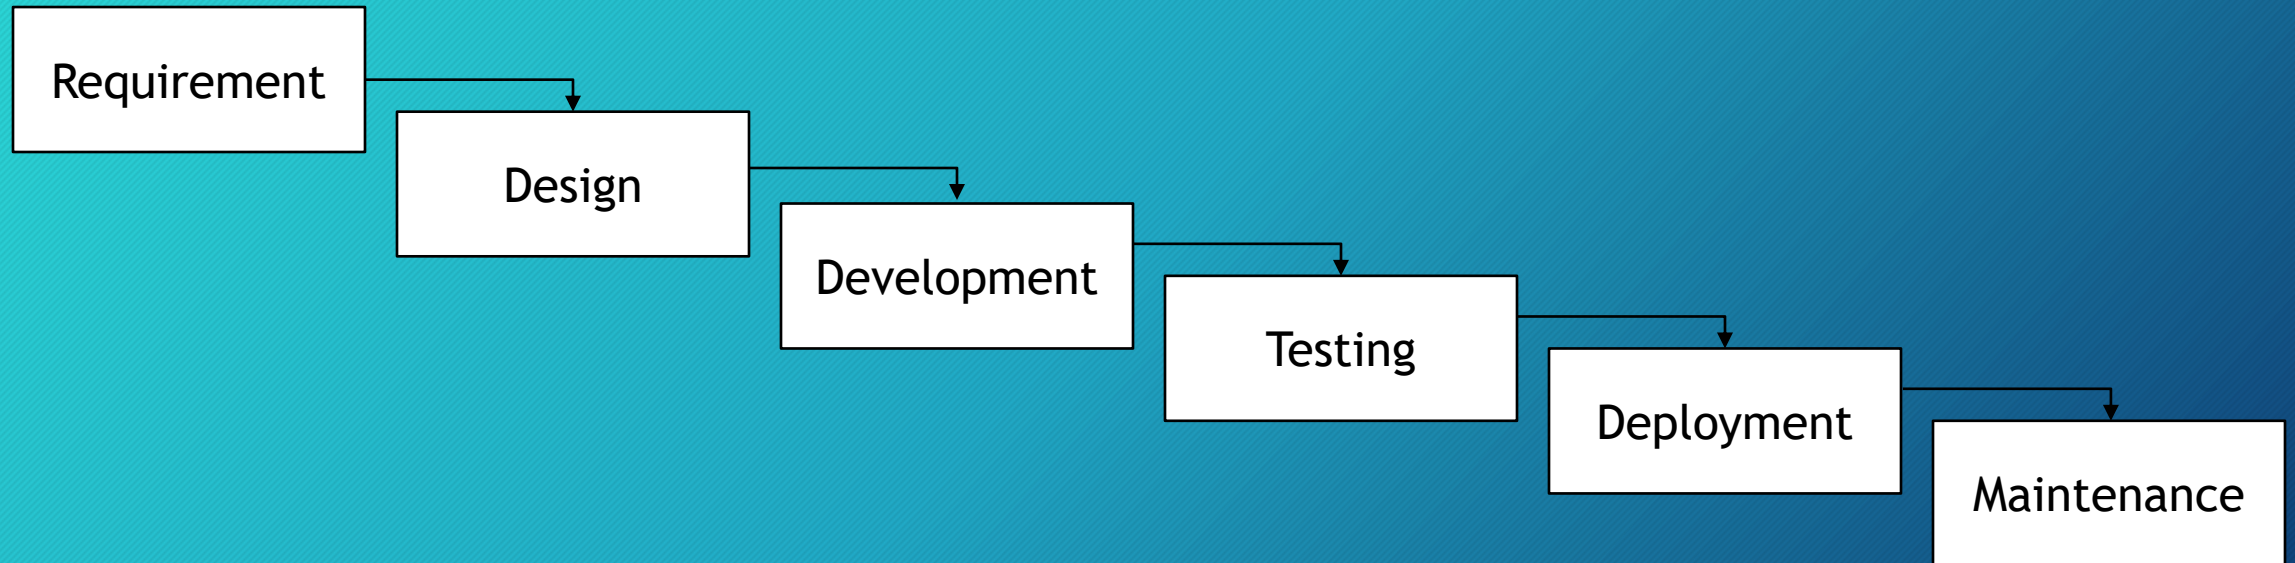 Requirement
Design
Development
Testing
Deployment
Maintenance